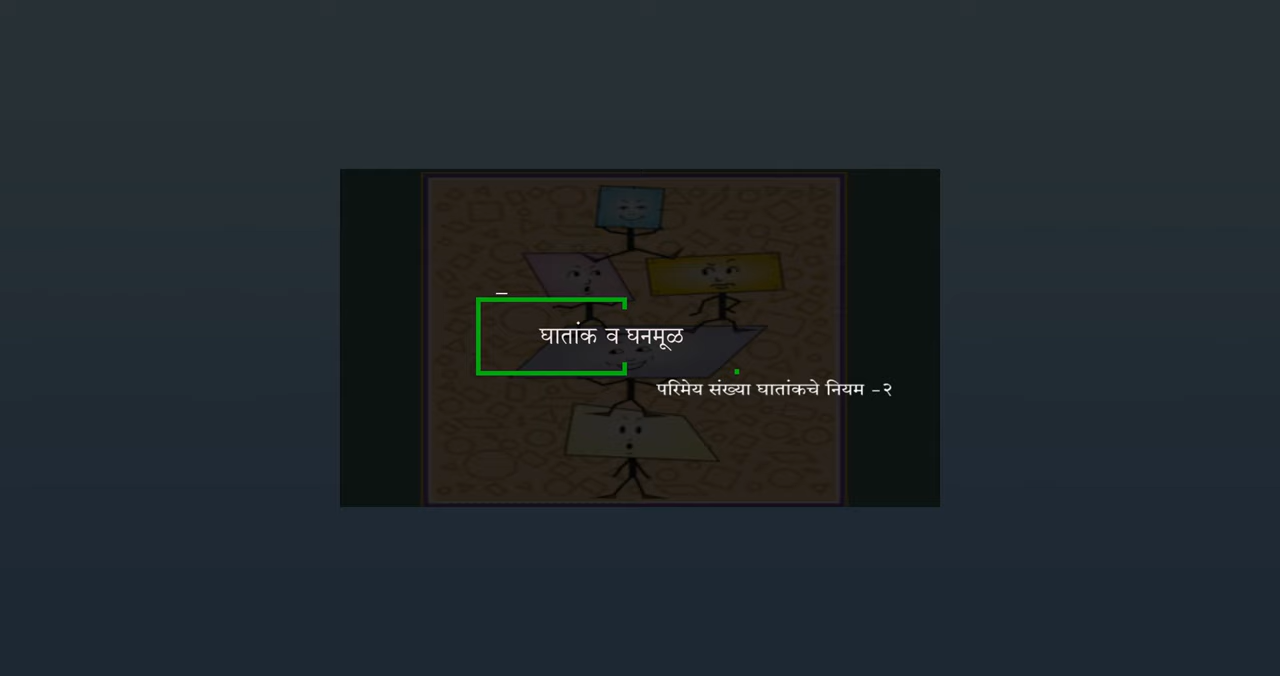 घातांक व घनमूळ
परिमेय संख्या घातांकचे नियम -२